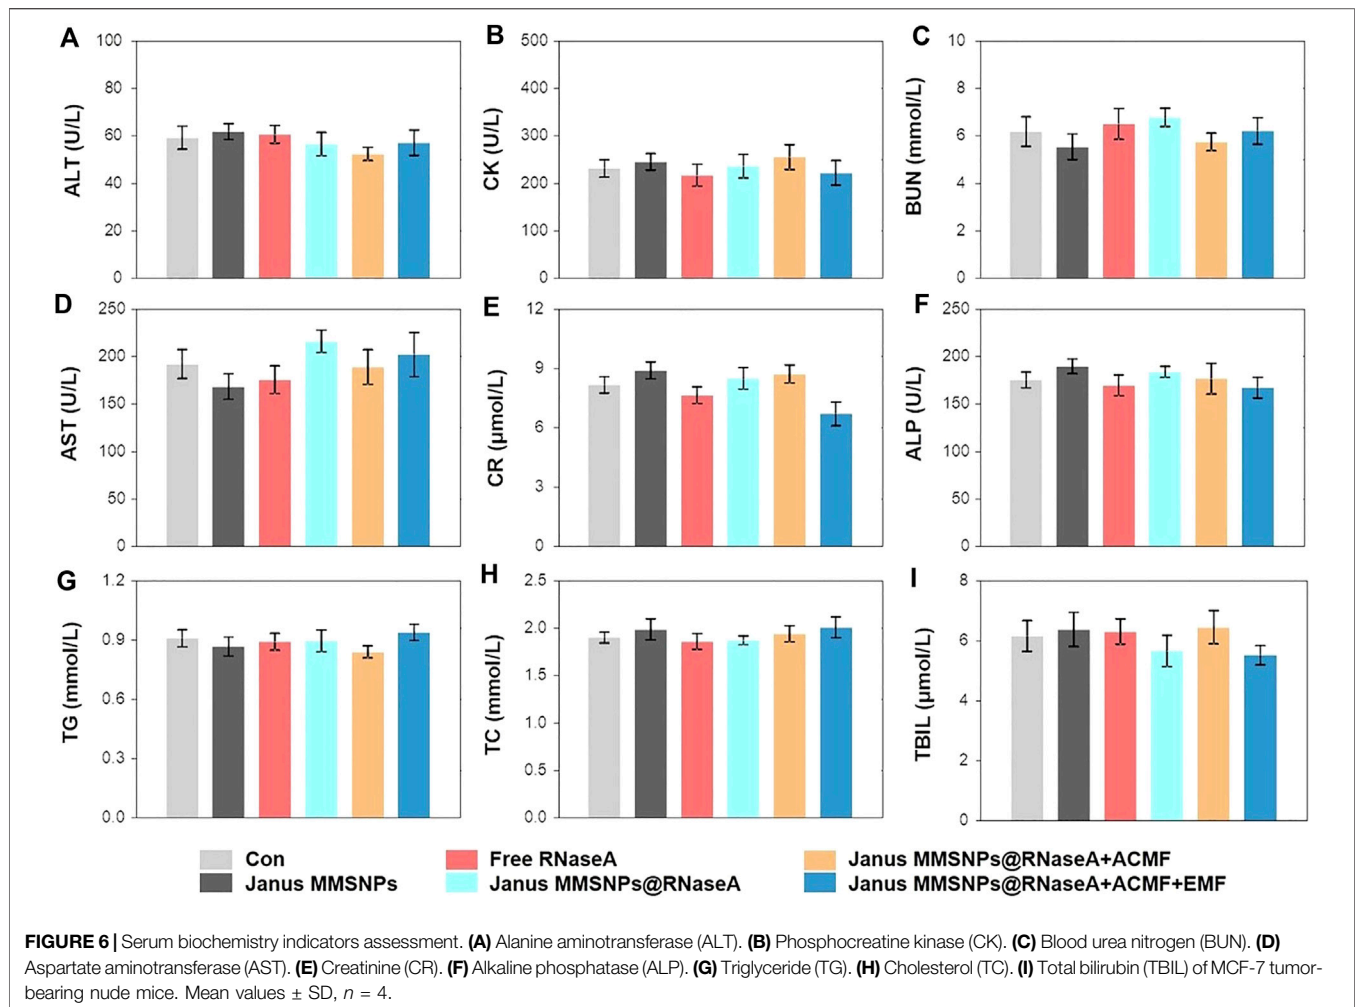 A
ALT (U/L)
100
80
60
40
20
0
B
CK (U/L)
500
400
300
200
100
0
C
BUN (mmol/L)
10
8
6
4
2
0
D
AST (U/L)
250
200
150
100
50
0
E
CR (µmol/L)
12
9
6
3
0
F
ALP (U/L)
250
200
150
100
50
0
G
TG (mmol/L)
1.2
0.9
0.6
0.3
0.0
H
TC (mmol/L)
2.5
2.0
1.5
1.0
0.5
0.0
I
TBIL (µmol/L)
8
6
4
2
0
Con
Free RNaseA
Janus MMSNPs@RNaseA+ACMF
Janus MMSNPs
Janus MMSNPs@RNaseA
Janus MMSNPs@RNaseA+ACMF+EMF
FIGURE 6 | Serum biochemistry indicators assessment. (A) Alanine aminotransferase (ALT). (B) Phosphocreatine kinase (CK). (C) Blood urea nitrogen (BUN). (D)
Aspartate aminotransferase (AST). (E) Creatinine (CR). (F) Alkaline phosphatase (ALP). (G) Triglyceride (TG). (H) Cholesterol (TC). (I) Total bilirubin (TBIL) of MCF-7 tumor-
bearing nude mice. Mean values ± SD, n = 4.